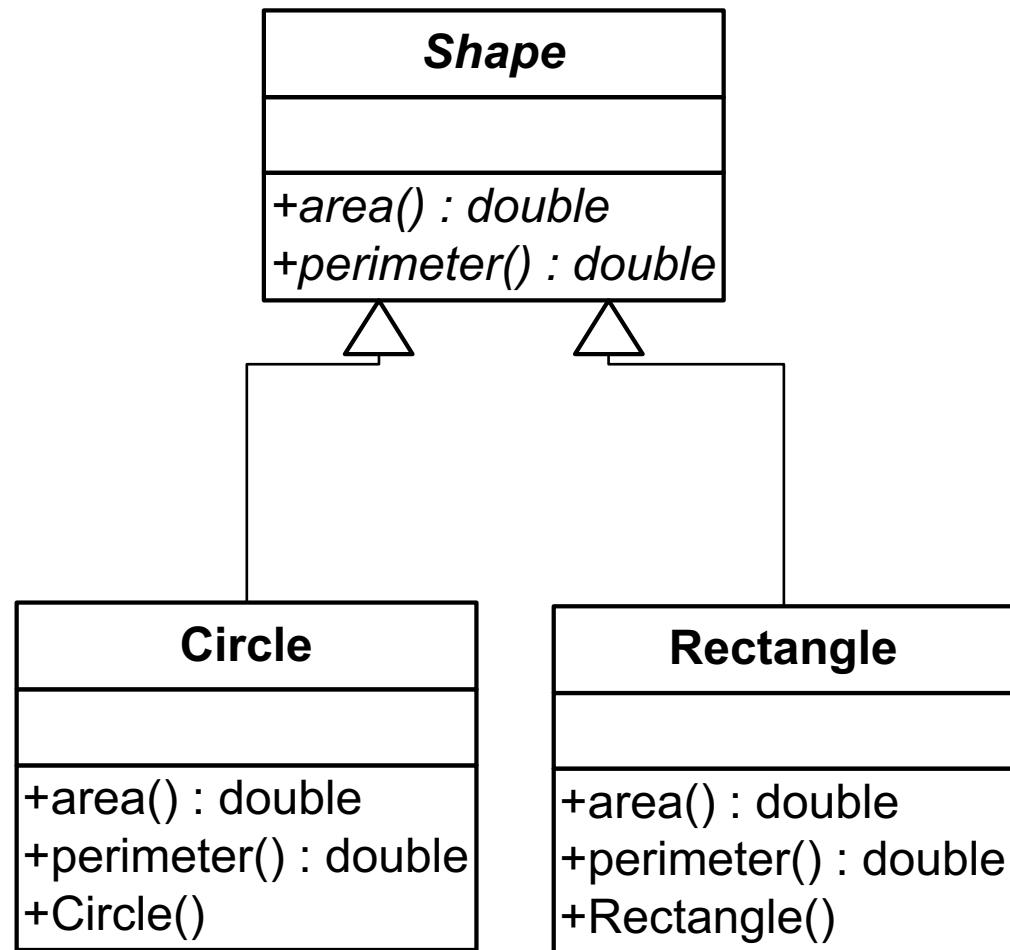 Shape
+area() : double
+perimeter() : double
Circle
+area() : double
+perimeter() : double
+Circle()
Rectangle
+area() : double
+perimeter() : double
+Rectangle()